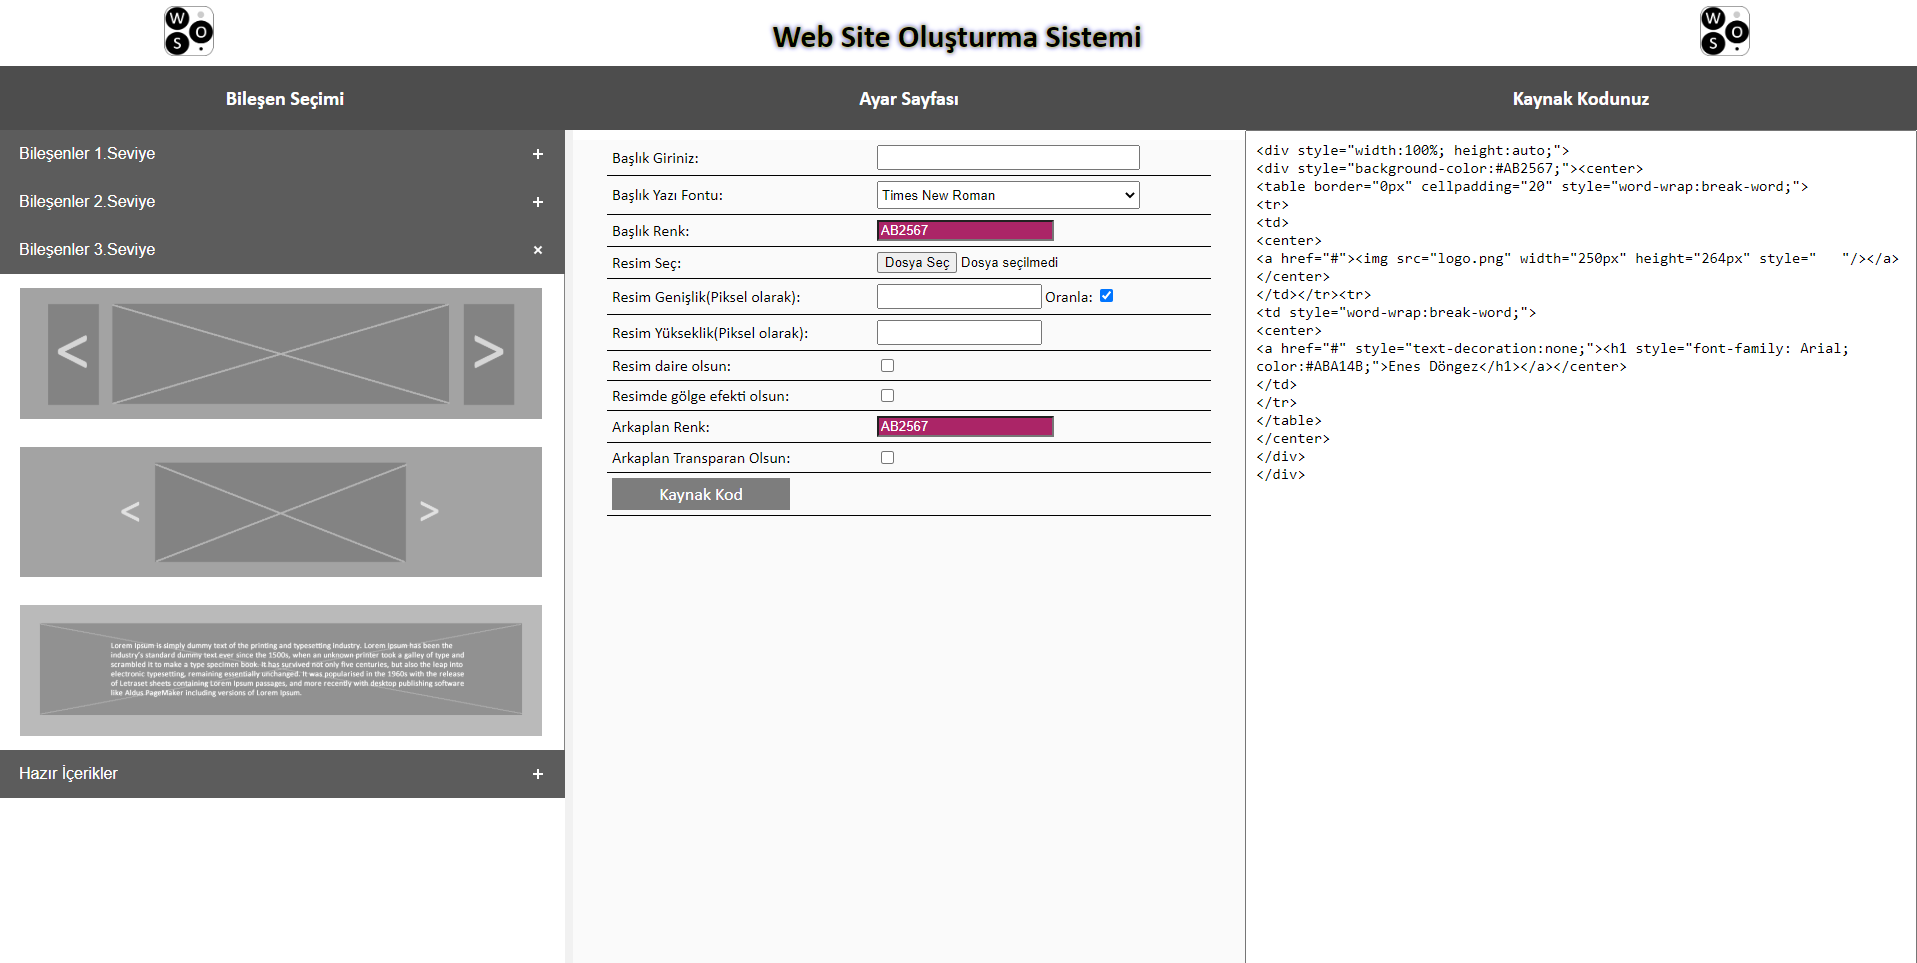 W
O
S
Web Site Oluşturma Sistemi
W
O
S
Bileşen Seçimi
Ayar Sayfası
Kaynak Kodunuz
Bileşenler 1.Seviye +
Bileşenler 2.Seviye +
Bileşenler 3.Seviye ×
< >
< >
Lorem Ipsum is simply dummy text of the printing and typesetting industry. Lorem Ipsum has been the
industry's standard dummy text ever since the 1500s, when an unknown printer took a galley of type and
scrambled it to make a type specimen book. It has survived not only five centuries, but also the leap into
electronic typesetting, remaining essentially unchanged. It was popularised in the 1960s with the release
of Letraset sheets containing Lorem Ipsum passages, and more recently with desktop publishing software
like Aldus PageMaker including versions of Lorem Ipsum.
Hazır İçerikler +
Başlık Giriniz:
Başlık Yazı Fontu: Times New Roman
Başlık Renk: AB2567
Resim Seç: Dosya Seç Dosya seçilmedi
Resim Genişlik(Piksel olarak): Oranla:
Resim Yükseklik(Piksel olarak):
Resim daire olsun:
Resimde gölge efekti olsun:
Arkaplan Renk: AB2567
Arkaplan Transparan Olsun:
Kaynak Kod
<div style="width:100%; height:auto;">
<div style="background-color:#AB2567;"><center>
<table border="0px" cellpadding="20" style="word-wrap:break-word;">
<tr>
<td>
<center>
<a href="#"><img src="logo.png" width="250px" height="264px" style="   "/></a>
</center>
</td></tr><tr>
<td style="word-wrap:break-word;">
<center>
<a href="#" style="text-decoration:none;"><h1 style="font-family: Arial;
color:#ABA14B;">Enes Döngez</h1></a></center>
</td>
</tr>
</table>
</center>
</div>
</div>